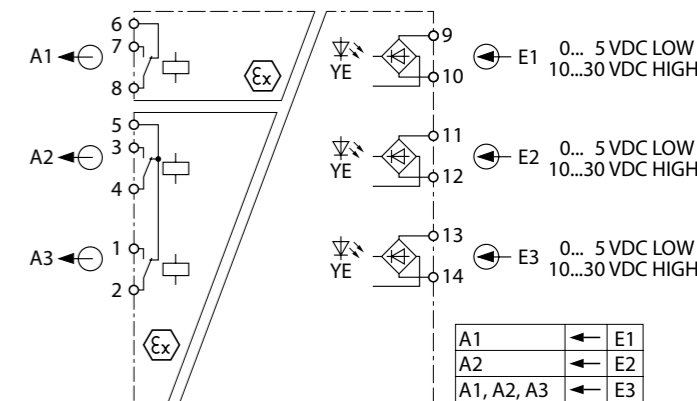 6
7
A1
8
Ex
5
3
A2
4
1
A3
2
Ex
9
YE
10
E1
0... 5 VDC LOW
10...30 VDC HIGH
11
YE
12
E2
0... 5 VDC LOW
10...30 VDC HIGH
13
YE
14
E3
0... 5 VDC LOW
10...30 VDC HIGH
A1 ← E1
A2 ← E2
A1, A2, A3 ← E3